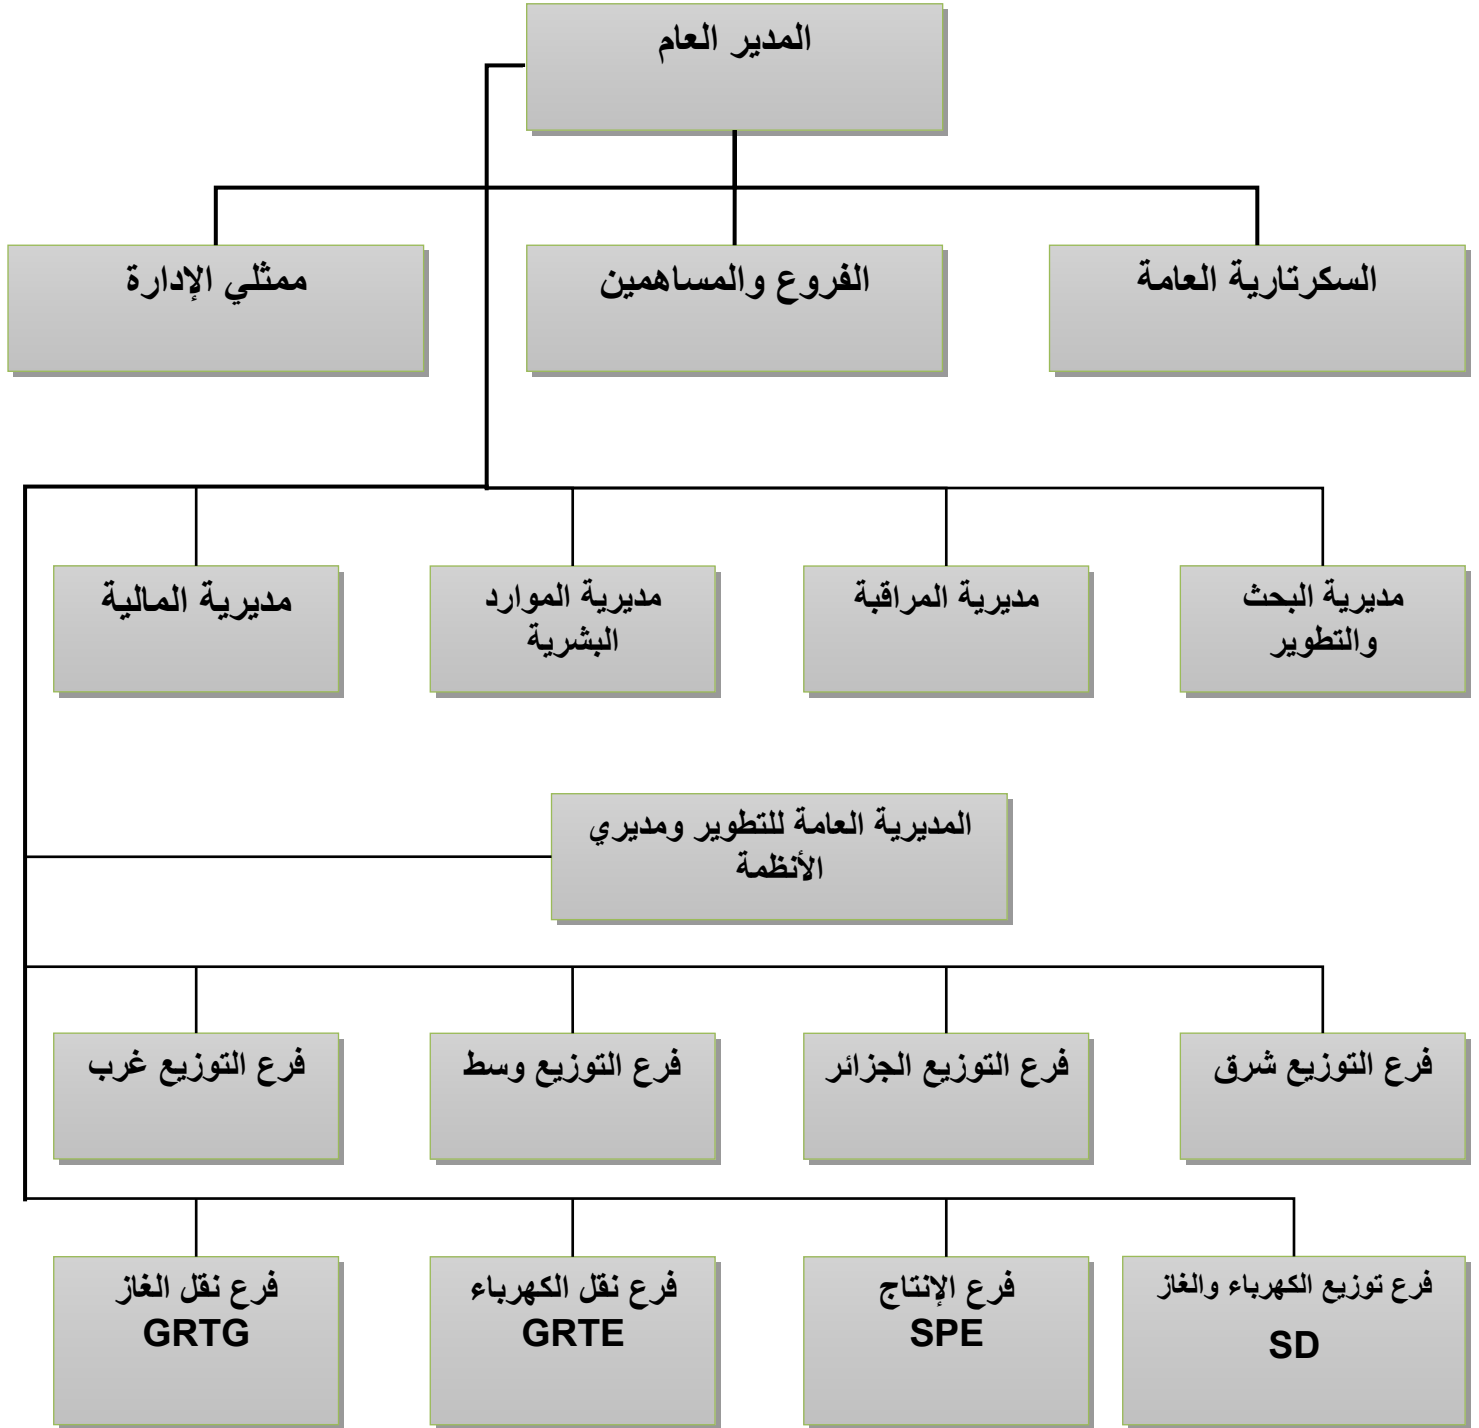 المدير العام
السكرتارية العامة
الفروع والمساهمين
ممثلي الإدارة
مديرية البحث
والتطوير
مديرية المراقبة
مديرية الموارد
البشرية
مديرية المالية
المديرية العامة للتطوير ومديري
الأنظمة
فرع التوزيع شرق
فرع التوزيع الجزائر
فرع التوزيع وسط
فرع التوزيع غرب
فرع توزيع الكهرباء والغاز
SD
فرع الإنتاج
SPE
فرع نقل الكهرباء
GRTE
فرع نقل الغاز
GRTG